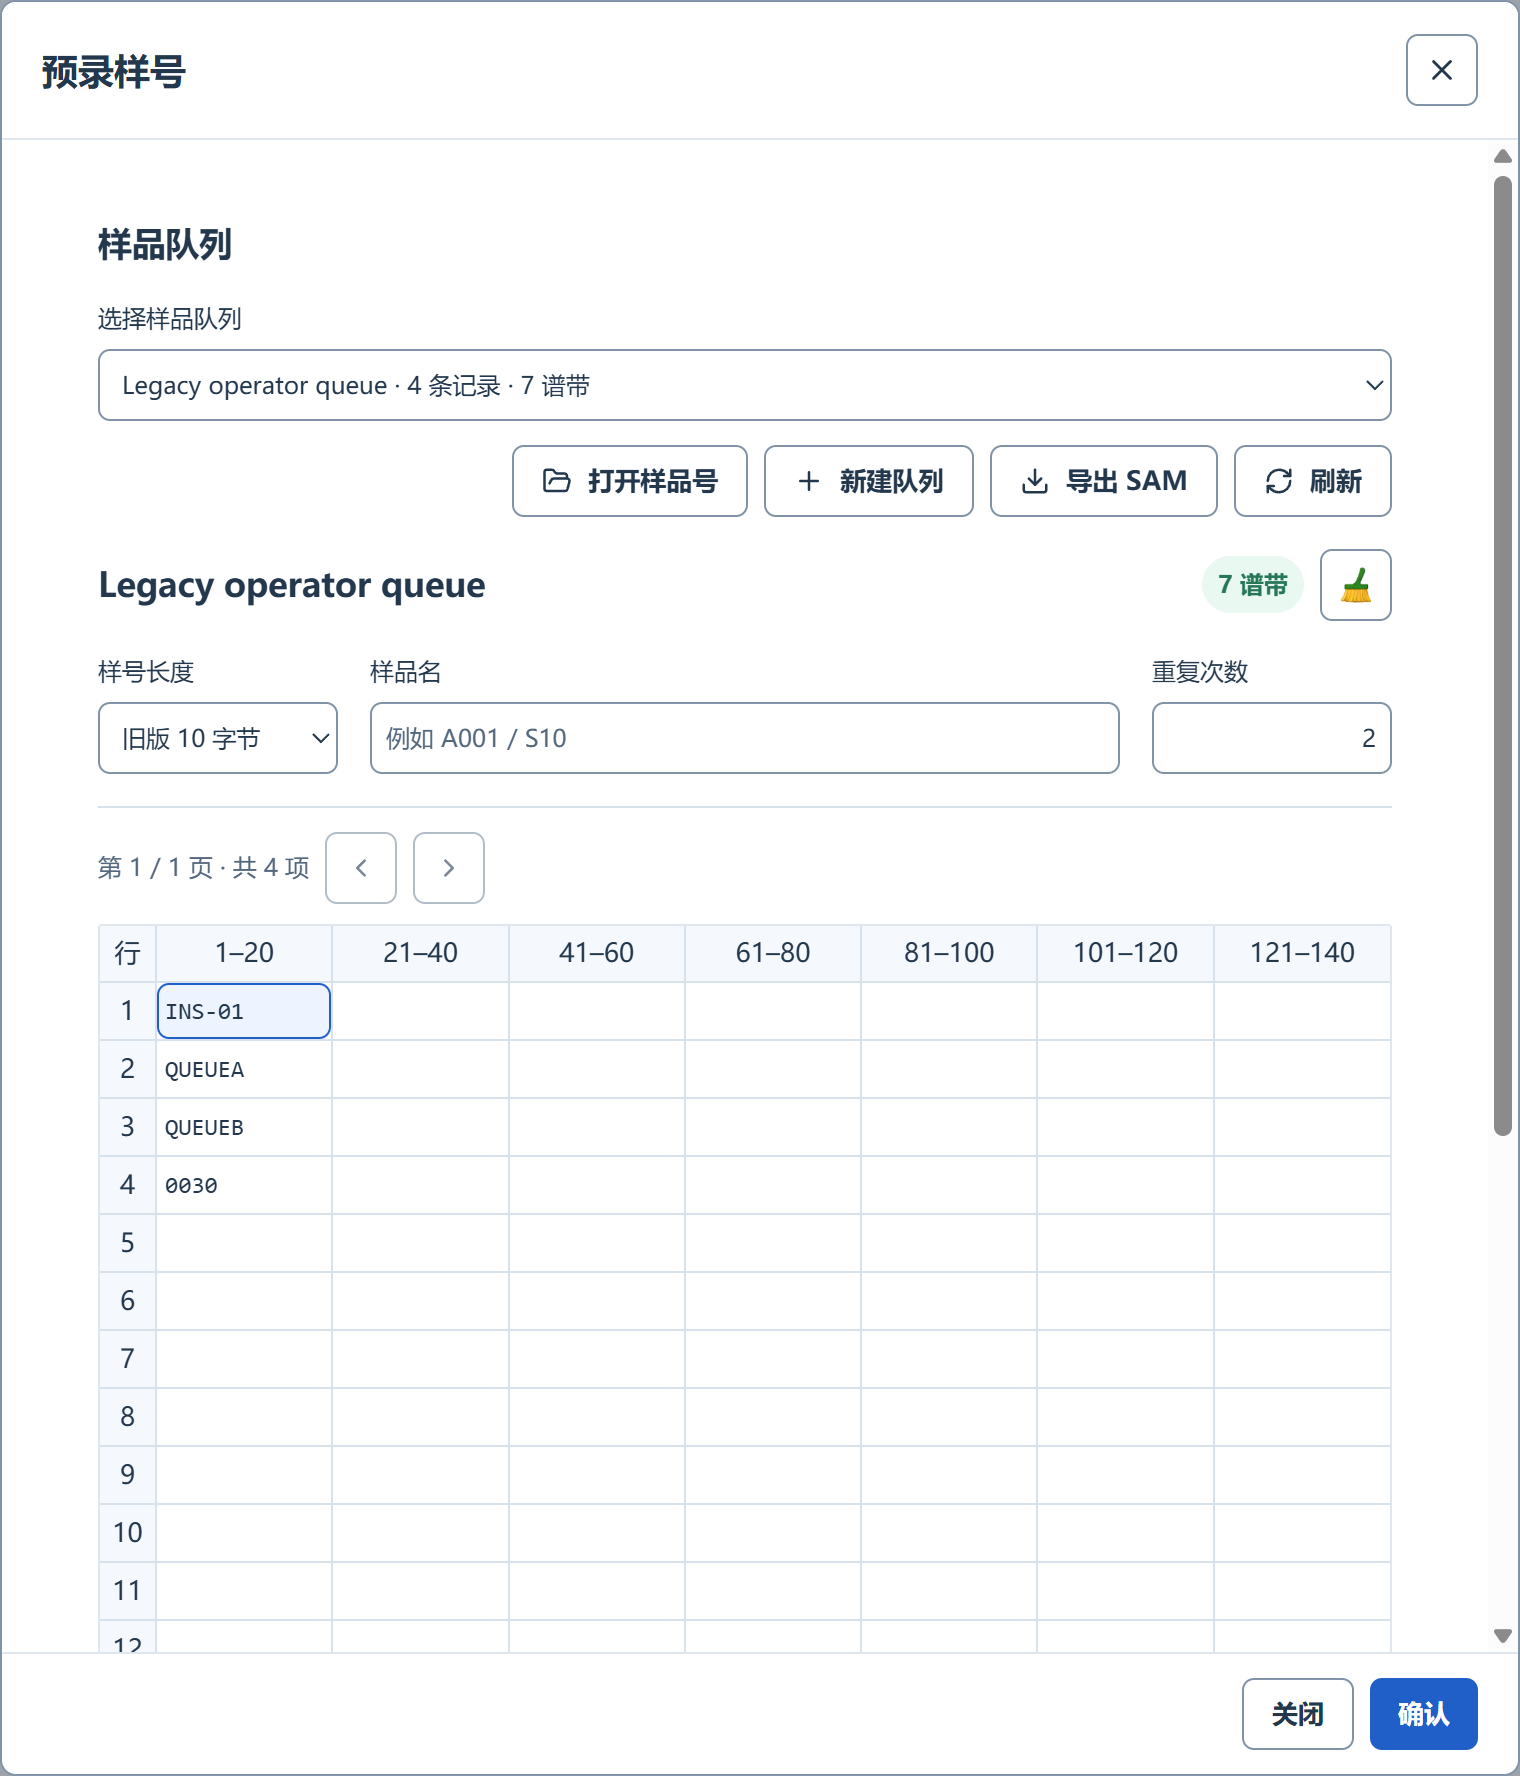 预录样号
样品队列
选择样品队列
Legacy operator queue · 4 条记录 · 7 谱带
打开样品号 新建队列 导出 SAM 刷新
Legacy operator queue 7 谱带
样号长度 样品名 重复次数
旧版 10 字节 例如 A001 / S10 2
第 1 / 1 页 · 共 4 项
行 1–20 21–40 41–60 61–80 81–100 101–120 121–140
1 INS-01
2 QUEUEA
3 QUEUEB
4 0030
5
6
7
8
9
10
11
12
关闭 确认